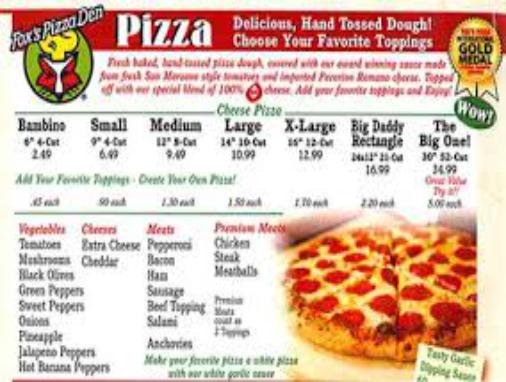 Fox's Pizza Den
Pizza
Delicious, Hand Tossed Dough!
Choose Your Favorite Toppings
Fresh baked, hand-tossed pizza dough, covered with our award winning sauce made
from fresh San Marzano style tomatoes and imported Pecorino Romano cheese. Topped
off with our special blend of 100% cheese. Add your favorite toppings and Enjoy!
GOLD
MEDAL
WOW!
Cheese Pizza
Bambino Small Medium Large X-Large Big Daddy The
Rectangle Big One!
6" 4-Cut 9" 4-Cut 12" 8-Cut 14" 10-Cut 16" 12-Cut 24x12" 21-Cut 30" 52-Cut
2.49 6.49 9.49 10.99 12.99 16.99 34.99
Great Value
Try it!!
Add Your Favorite Toppings - Create Your Own Pizza!
.45 each .90 each 1.30 each 1.50 each 1.70 each 2.20 each 5.00 each
Vegetables Cheeses Meats Premium Meats
Tomatoes Extra Cheese Pepperoni Chicken
Mushrooms Cheddar Bacon Steak
Black Olives Ham Meatballs
Green Peppers Sausage
Sweet Peppers Beef Topping Premium
Onions Salami Meats
count as
2 Toppings
Pineapple Anchovies
Jalapeno Peppers
Hot Banana Peppers
Make your favorite pizza a white pizza
with our white garlic sauce
Tasty Garlic
Dipping Sauce